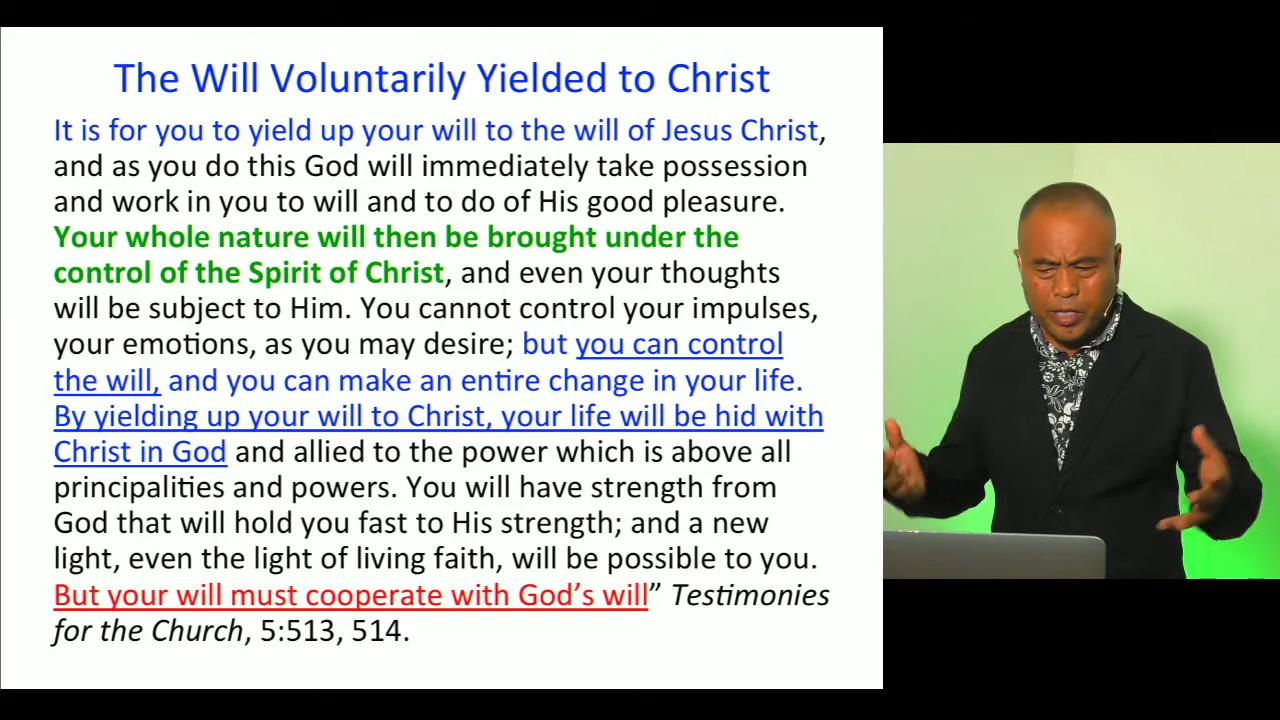 The Will Voluntarily Yielded to Christ
It is for you to yield up your will to the will of Jesus Christ,
and as you do this God will immediately take possession
and work in you to will and to do of His good pleasure.
Your whole nature will then be brought under the
control of the Spirit of Christ, and even your thoughts
will be subject to Him. You cannot control your impulses,
your emotions, as you may desire; but you can control
the will, and you can make an entire change in your life.
By yielding up your will to Christ, your life will be hid with
Christ in God and allied to the power which is above all
principalities and powers. You will have strength from
God that will hold you fast to His strength; and a new
light, even the light of living faith, will be possible to you.
But your will must cooperate with God’s will” Testimonies
for the Church, 5:513, 514.